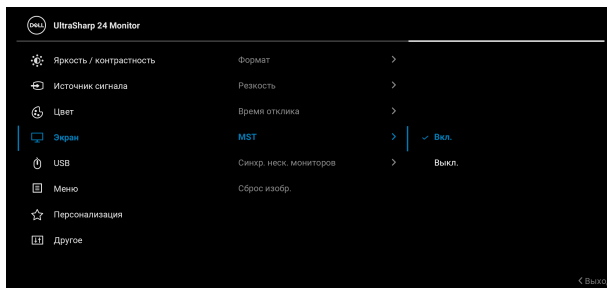 DELL UltraSharp 24 Monitor
Яркость / контрастность Формат
Источник сигнала Резкость
Цвет Время отклика
Экран MST Вкл.
USB Синхр. неск. мониторов Выкл.
Меню Сброс изобр.
Персонализация
Другое
Выхо